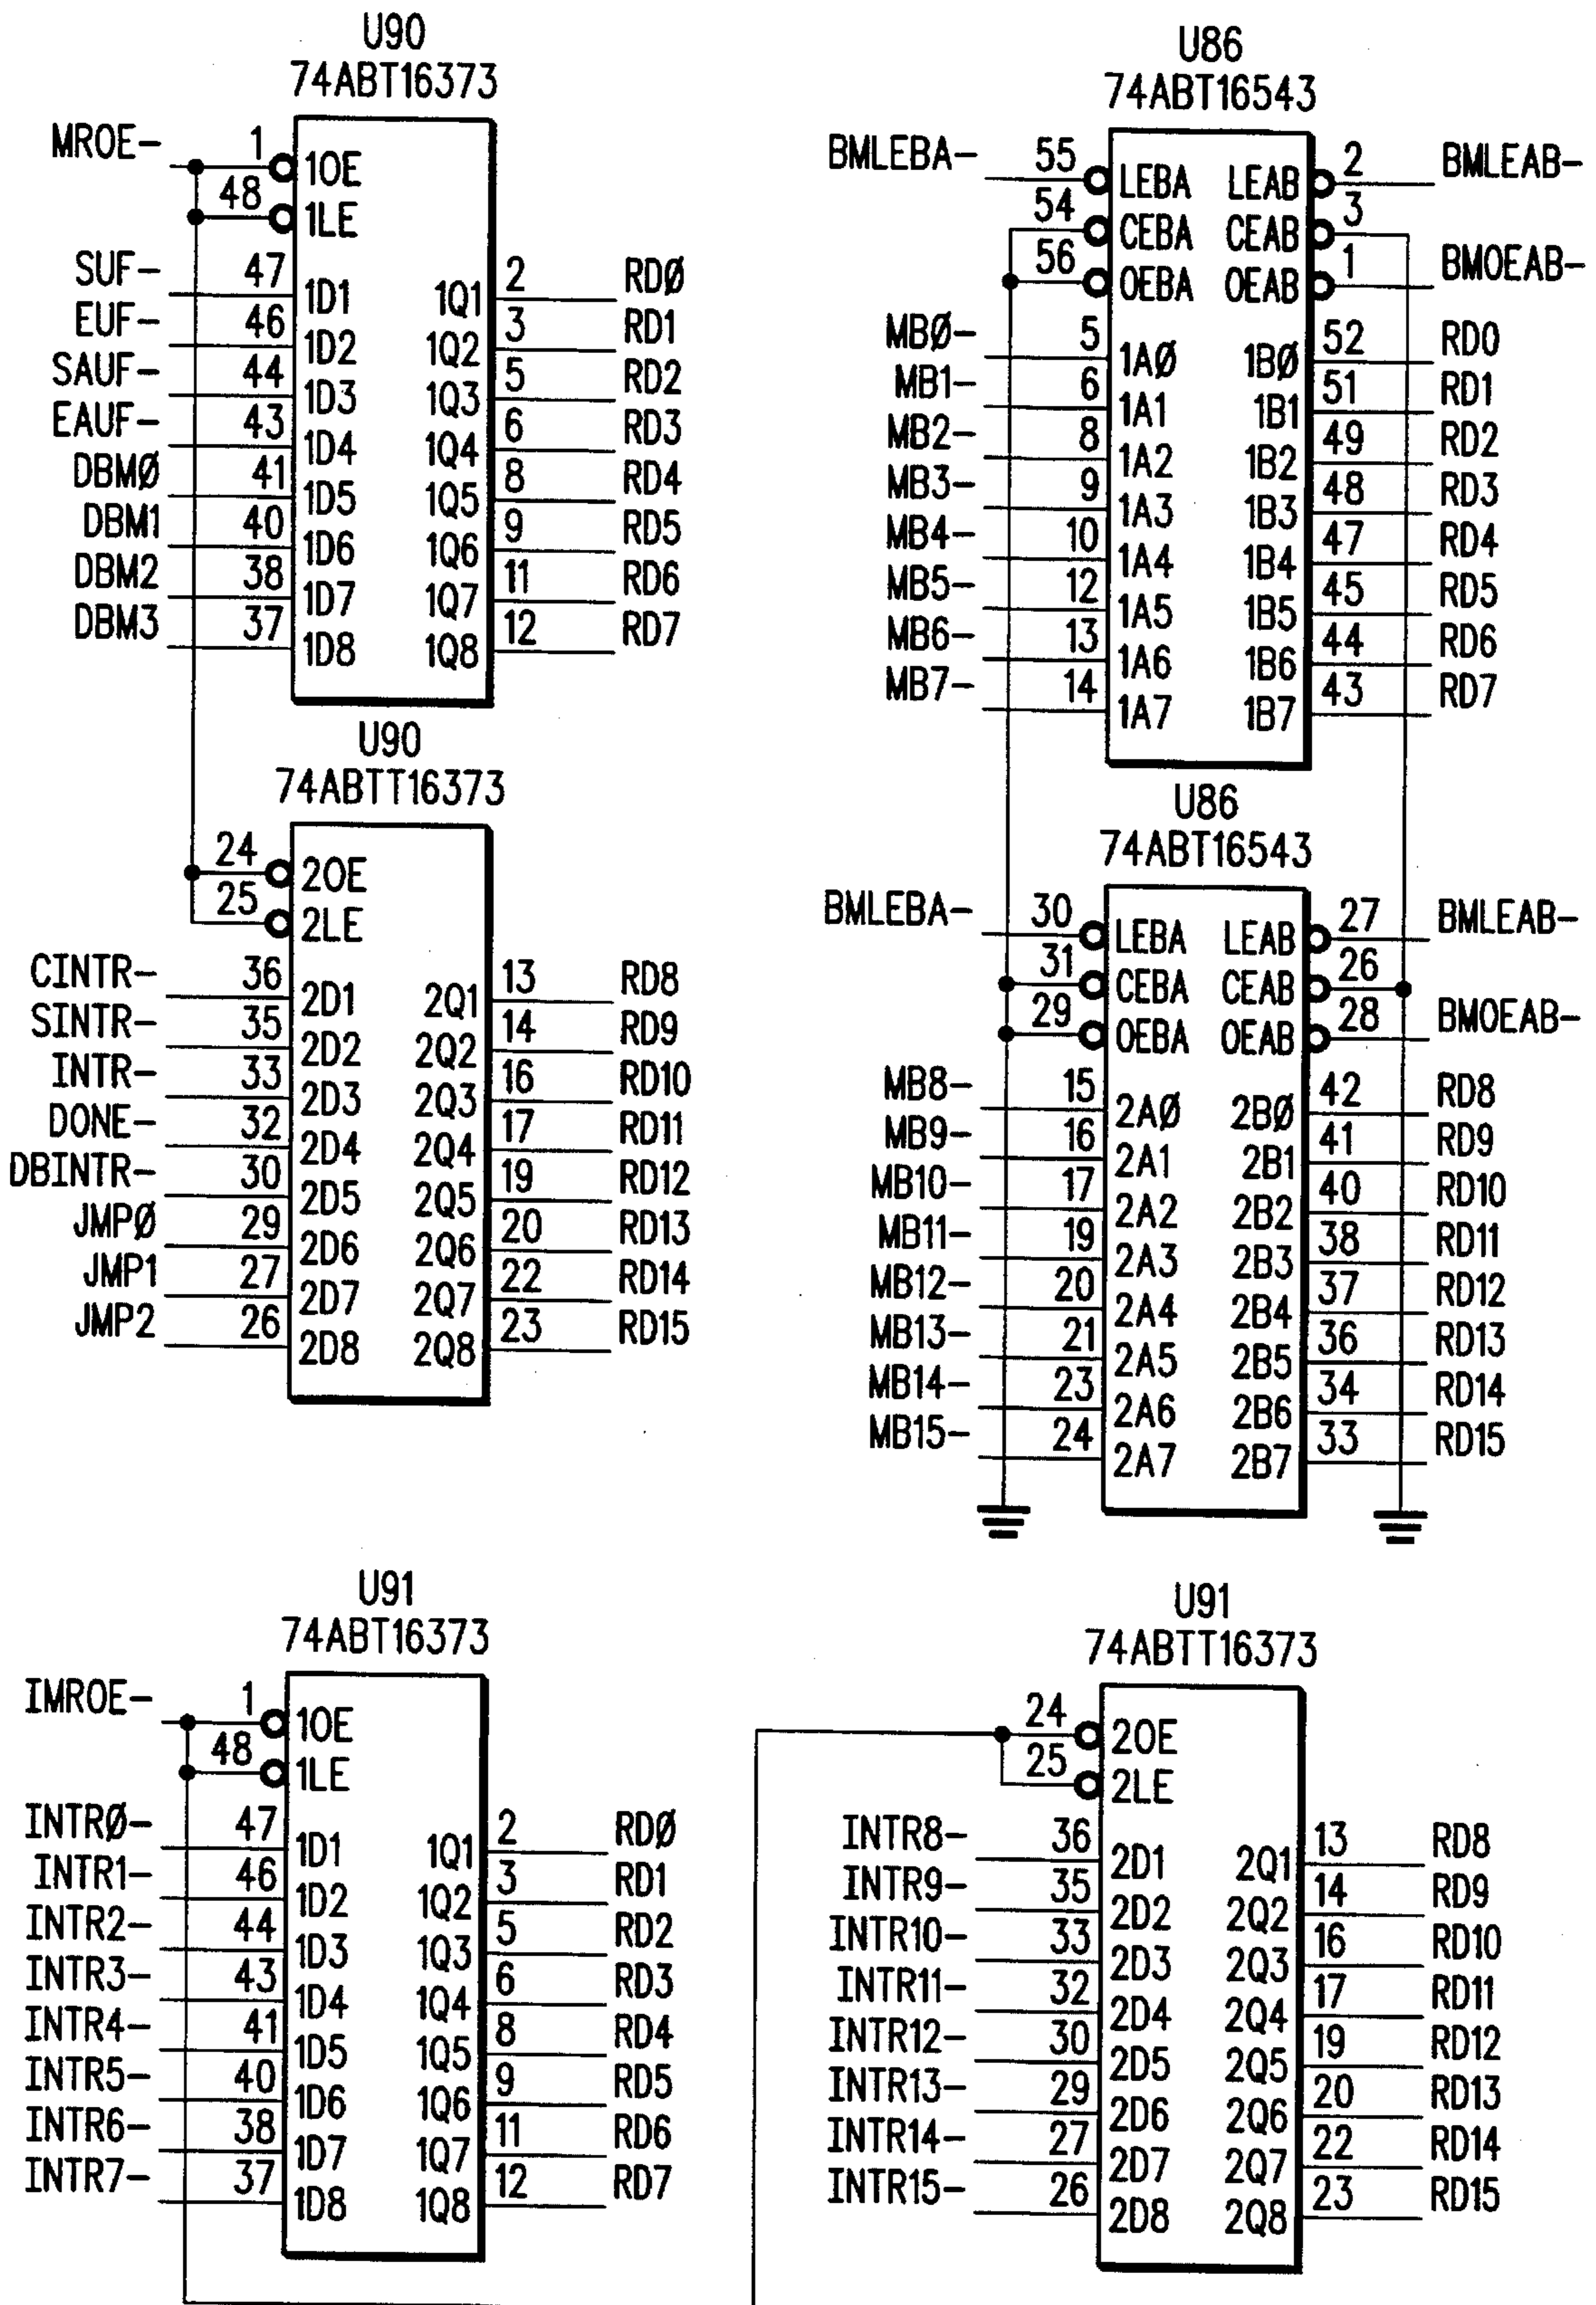 U90
74ABT16373
MROE-
1 1OE
48 1LE
SUF- 47 1D1 1Q1 2 RDØ
EUF- 46 1D2 1Q2 3 RD1
SAUF- 44 1D3 1Q3 5 RD2
EAUF- 43 1D4 1Q4 6 RD3
DBMØ 41 1D5 1Q5 8 RD4
DBM1 40 1D6 1Q6 9 RD5
DBM2 38 1D7 1Q7 11 RD6
DBM3 37 1D8 1Q8 12 RD7
U90
74ABTT16373
24 2OE
25 2LE
CINTR- 36 2D1 2Q1 13 RD8
SINTR- 35 2D2 2Q2 14 RD9
INTR- 33 2D3 2Q3 16 RD10
DONE- 32 2D4 2Q4 17 RD11
DBINTR- 30 2D5 2Q5 19 RD12
JMPØ 29 2D6 2Q6 20 RD13
JMP1 27 2D7 2Q7 22 RD14
JMP2 26 2D8 2Q8 23 RD15
U86
74ABT16543
BMLEBA- 55 LEBA LEAB 2 BMLEAB-
54 CEBA CEAB 3
56 OEBA OEAB 1 BMOEAB-
MBØ- 5 1AØ 1BØ 52 RD0
MB1- 6 1A1 1B1 51 RD1
MB2- 8 1A2 1B2 49 RD2
MB3- 9 1A3 1B3 48 RD3
MB4- 10 1A4 1B4 47 RD4
MB5- 12 1A5 1B5 45 RD5
MB6- 13 1A6 1B6 44 RD6
MB7- 14 1A7 1B7 43 RD7
U86
74ABT16543
BMLEBA- 30 LEBA LEAB 27 BMLEAB-
31 CEBA CEAB 26
29 OEBA OEAB 28 BMOEAB-
MB8- 15 2AØ 2BØ 42 RD8
MB9- 16 2A1 2B1 41 RD9
MB10- 17 2A2 2B2 40 RD10
MB11- 19 2A3 2B3 38 RD11
MB12- 20 2A4 2B4 37 RD12
MB13- 21 2A5 2B5 36 RD13
MB14- 23 2A6 2B6 34 RD14
MB15- 24 2A7 2B7 33 RD15
U91
74ABT16373
IMROE- 1 1OE
48 1LE
INTRØ- 47 1D1 1Q1 2 RDØ
INTR1- 46 1D2 1Q2 3 RD1
INTR2- 44 1D3 1Q3 5 RD2
INTR3- 43 1D4 1Q4 6 RD3
INTR4- 41 1D5 1Q5 8 RD4
INTR5- 40 1D6 1Q6 9 RD5
INTR6- 38 1D7 1Q7 11 RD6
INTR7- 37 1D8 1Q8 12 RD7
U91
74ABTT16373
24 2OE
25 2LE
INTR8- 36 2D1 2Q1 13 RD8
INTR9- 35 2D2 2Q2 14 RD9
INTR10- 33 2D3 2Q3 16 RD10
INTR11- 32 2D4 2Q4 17 RD11
INTR12- 30 2D5 2Q5 19 RD12
INTR13- 29 2D6 2Q6 20 RD13
INTR14- 27 2D7 2Q7 22 RD14
INTR15- 26 2D8 2Q8 23 RD15